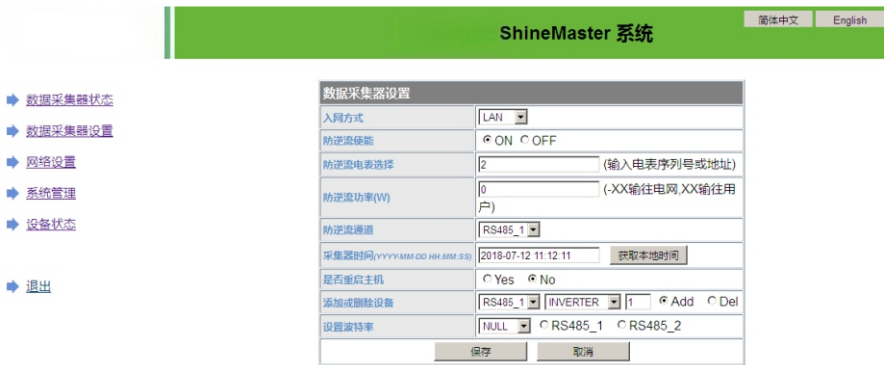 简体中文 English
ShineMaster 系统
数据采集器状态
数据采集器设置
网络设置
系统管理
设备状态
退出
数据采集器设置
入网方式 LAN
防逆流使能 ON OFF
防逆流电表选择 2 (输入电表序列号或地址)
防逆流功率(W) 0 (-XX输往电网,XX输往用
户)
防逆流通道 RS485_1
采集器时间(YYYY-MM-DD HH:MM:SS) 2018-07-12 11:12:11 获取本地时间
是否重启主机 Yes No
添加或删除设备 RS485_1 INVERTER 1 Add Del
设置波特率 NULL RS485_1 RS485_2
保存 取消